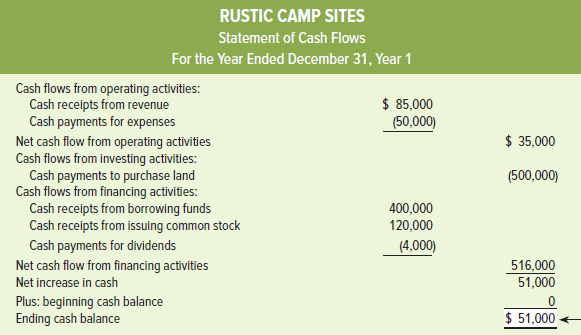 RUSTIC CAMP SITES
Statement of Cash Flows
For the Year Ended December 31, Year 1
Cash flows from operating activities:
Cash receipts from revenue $ 85,000
Cash payments for expenses (50,000)
Net cash flow from operating activities $ 35,000
Cash flows from investing activities:
Cash payments to purchase land (500,000)
Cash flows from financing activities:
Cash receipts from borrowing funds 400,000
Cash receipts from issuing common stock 120,000
Cash payments for dividends (4,000)
Net cash flow from financing activities 516,000
Net increase in cash 51,000
Plus: beginning cash balance 0
Ending cash balance $ 51,000